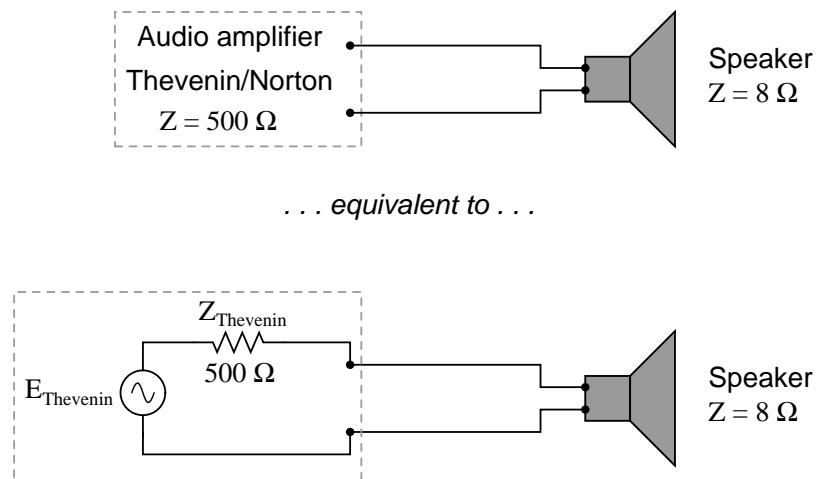 Audio amplifier
Thevenin/Norton
Z = 500 Ω
Speaker
Z = 8 Ω
. . . equivalent to . . .
Z_Thevenin
500 Ω
E_Thevenin
Speaker
Z = 8 Ω